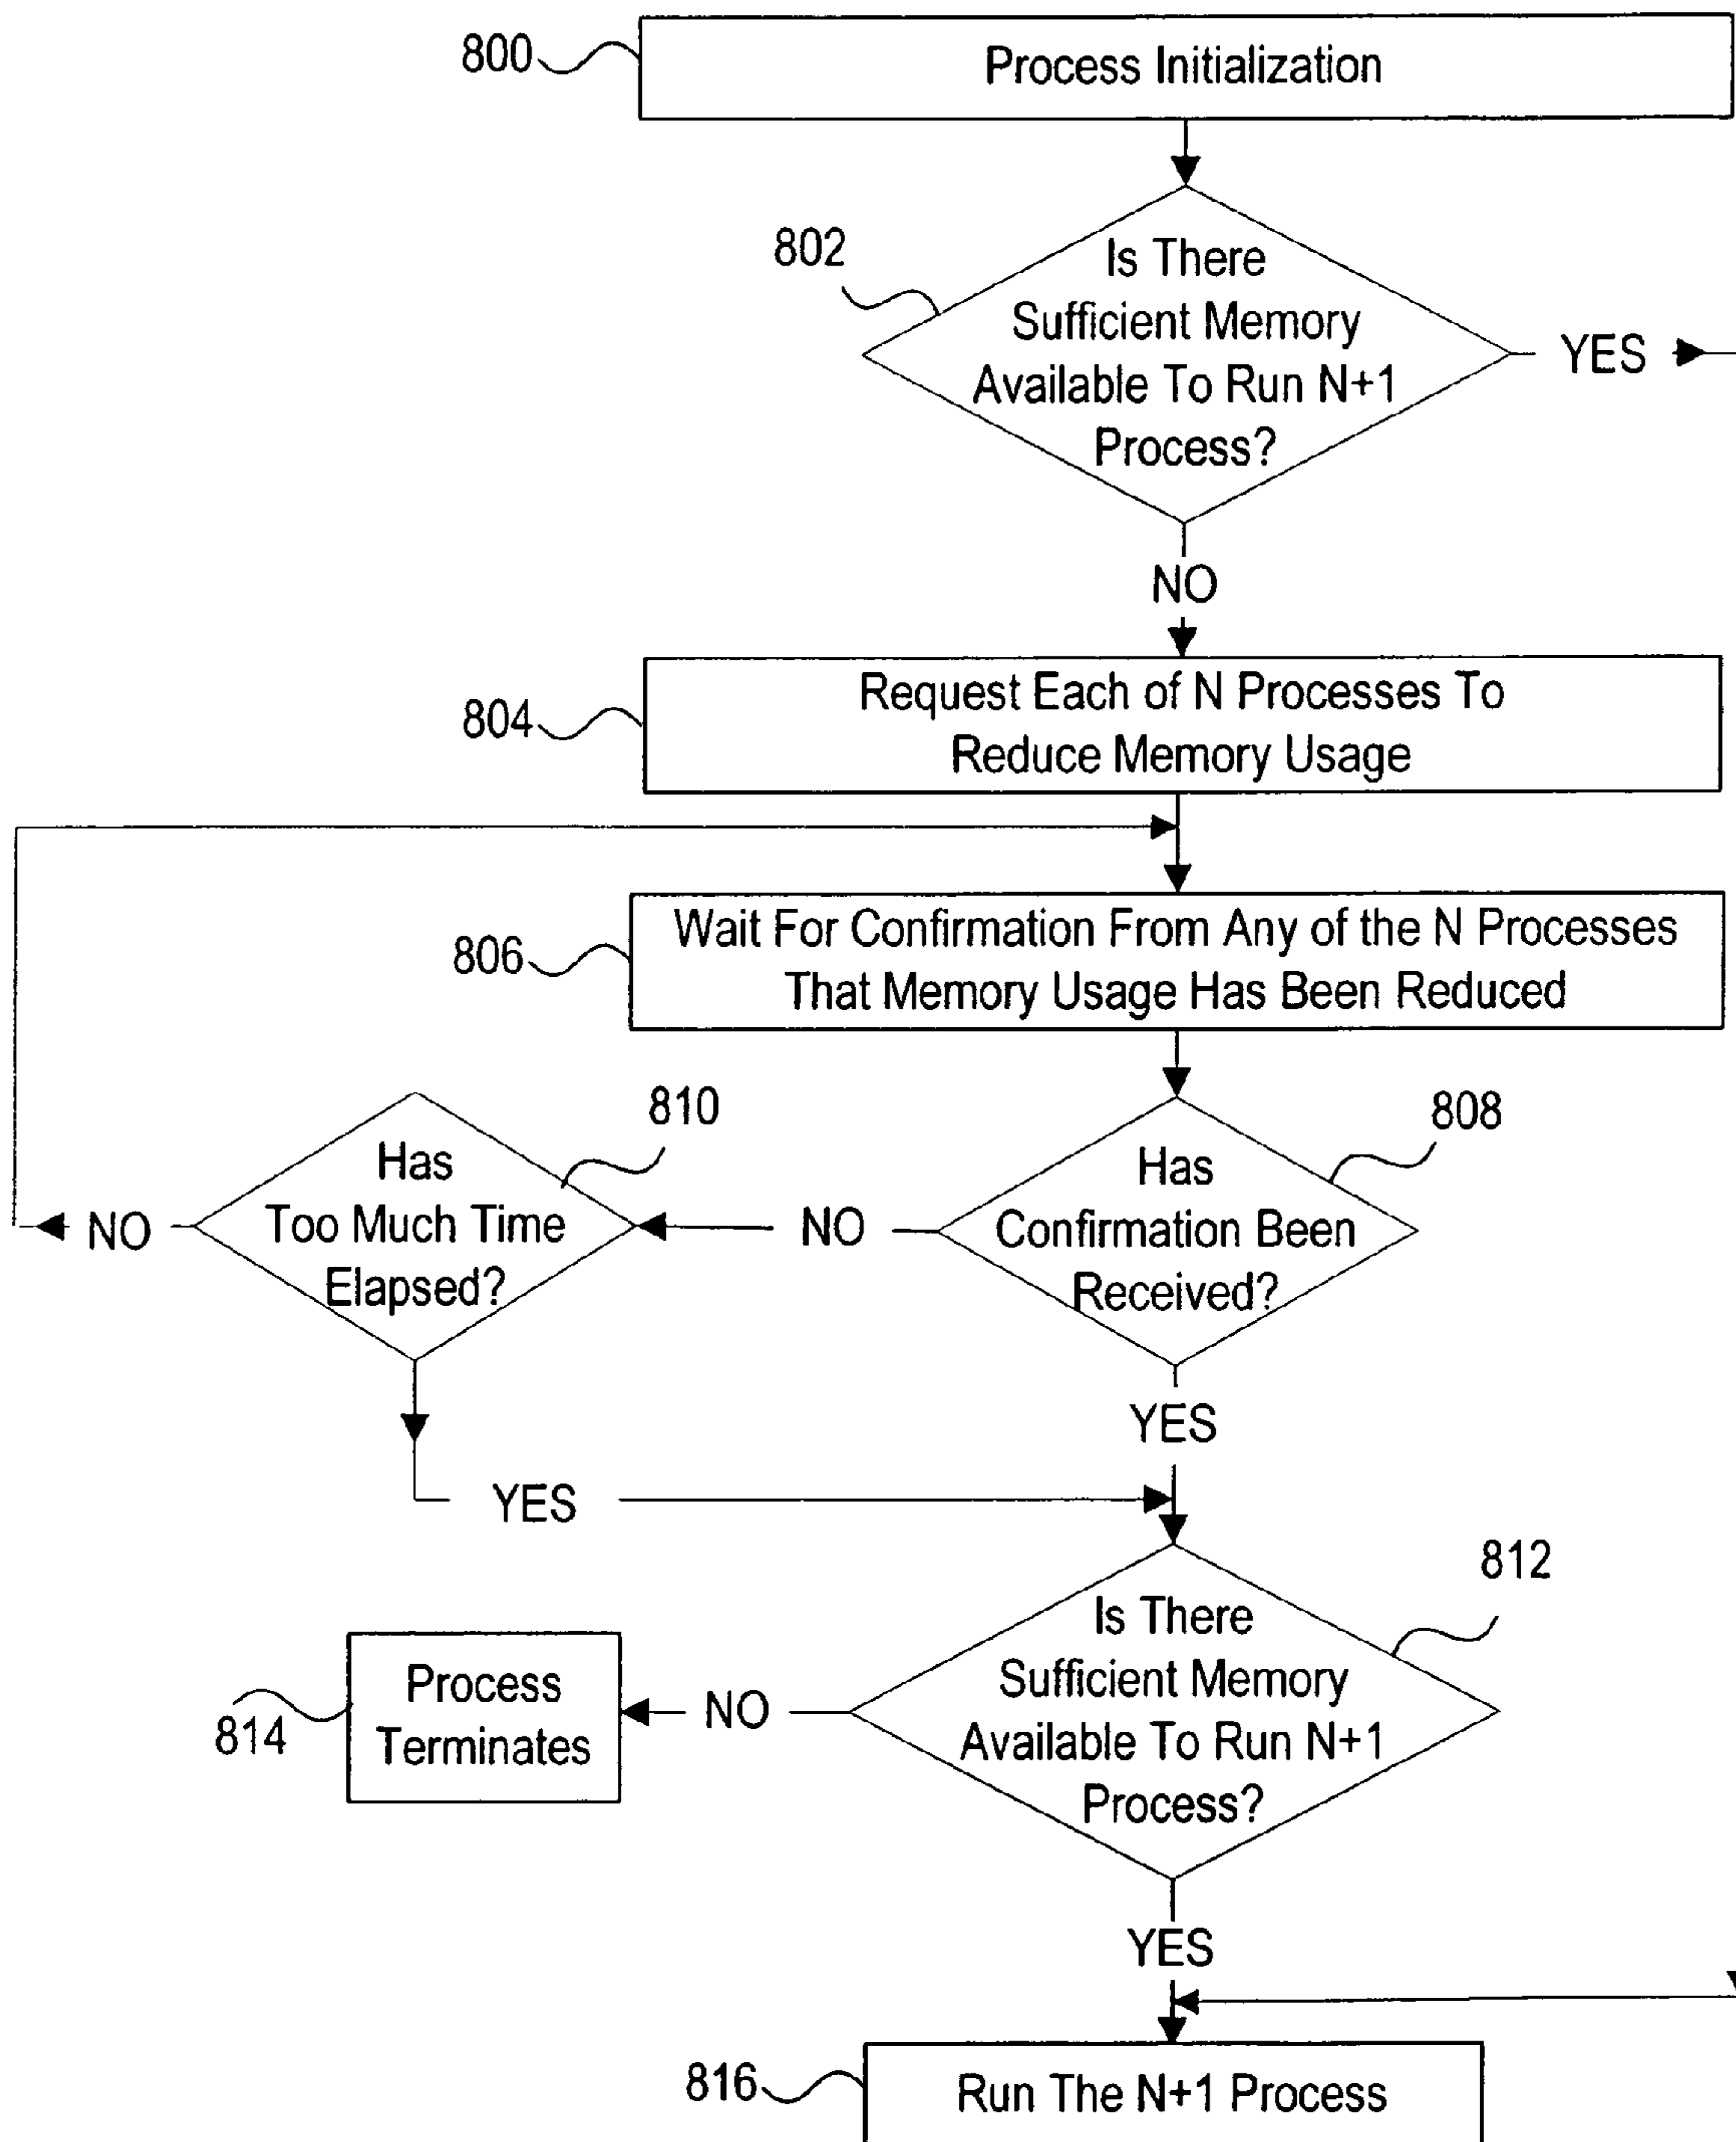 800
Process Initialization
802
Is There
Sufficient Memory
Available To Run N+1
Process?
YES
NO
804
Request Each of N Processes To
Reduce Memory Usage
806
Wait For Confirmation From Any of the N Processes
That Memory Usage Has Been Reduced
810
Has
Too Much Time
Elapsed?
NO
808
Has
Confirmation Been
Received?
NO
YES
YES
812
Is There
Sufficient Memory
Available To Run N+1
Process?
NO
814
Process
Terminates
YES
816
Run The N+1 Process